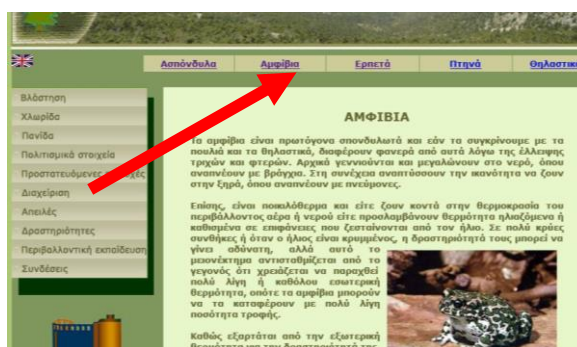 Ασπόνδυλα Αμφίβια Ερπετά Πτηνά Θηλαστικ
Βλάστηση
Χλωρίδα
Πανίδα
Πολιτισμικά στοιχεία
Προστατευόμενες
Διαχείριση
Απειλές
Δραστηριότητες
Περιβαλλοντική εκπαίδευση
Συνδέσεις
ΑΜΦΙΒΙΑ
Τα αμφίβια είναι πρωτόγονα σπονδυλωτά και εάν τα συγκρίνουμε με τα
πουλιά και τα θηλαστικά, διαφέρουν φανερά από αυτά λόγω της έλλειψης
τριχών και φτερών. Αρχικά γεννιούνται και μεγαλώνουν στο νερό, όπου
αναπνέουν με βράγχια. Στη συνέχεια αναπτύσσουν την ικανότητα να ζουν
στην ξηρά, όπου αναπνέουν με πνεύμονες.
Επίσης, είναι ποικιλόθερμα και είτε ζουν κοντά στην θερμοκρασία του
περιβάλλοντος αέρα ή νερού είτε προσλαμβάνουν θερμότητα ηλιαζόμενα ή
καθισμένα σε επιφάνειες που ζεσταίνονται από τον ήλιο. Σε πολύ κρύες
συνθήκες ή όταν ο ήλιος είναι κρυμμένος, η δραστηριότητά τους μπορεί να
γίνει αδύνατη, αλλά αυτό το
μειονέκτημα αντισταθμίζεται από το
γεγονός ότι χρειάζεται να παραχθεί
πολύ λίγη ή καθόλου εσωτερική
θερμότητα, οπότε τα αμφίβια μπορούν
να τα καταφέρουν με πολύ λίγη
ποσότητα τροφής.
Καθώς εξαρτάται από την εξωτερική